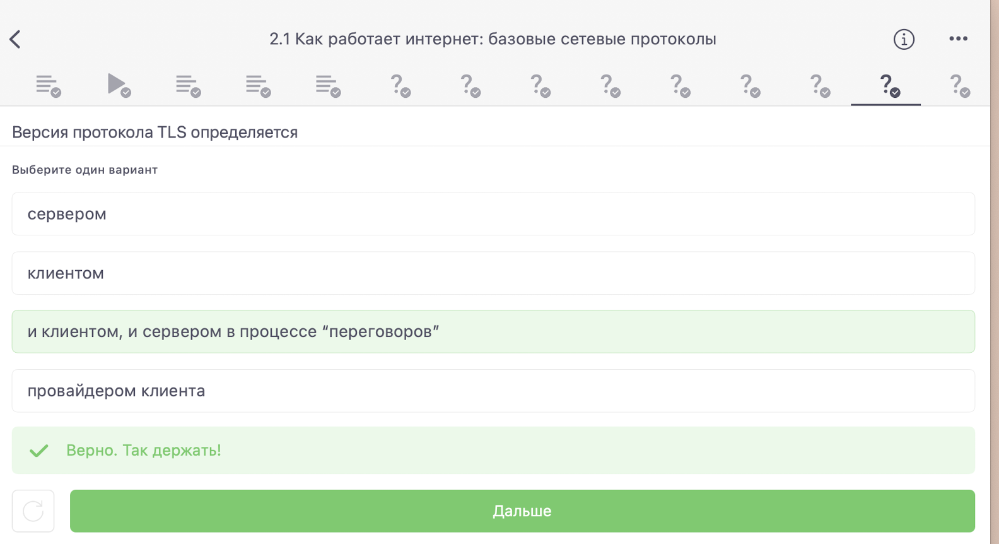 2.1 Как работает интернет: базовые сетевые протоколы
Версия протокола TLS определяется
Выберите один вариант
сервером
клиентом
и клиентом, и сервером в процессе “переговоров”
провайдером клиента
Верно. Так держать!
Дальше